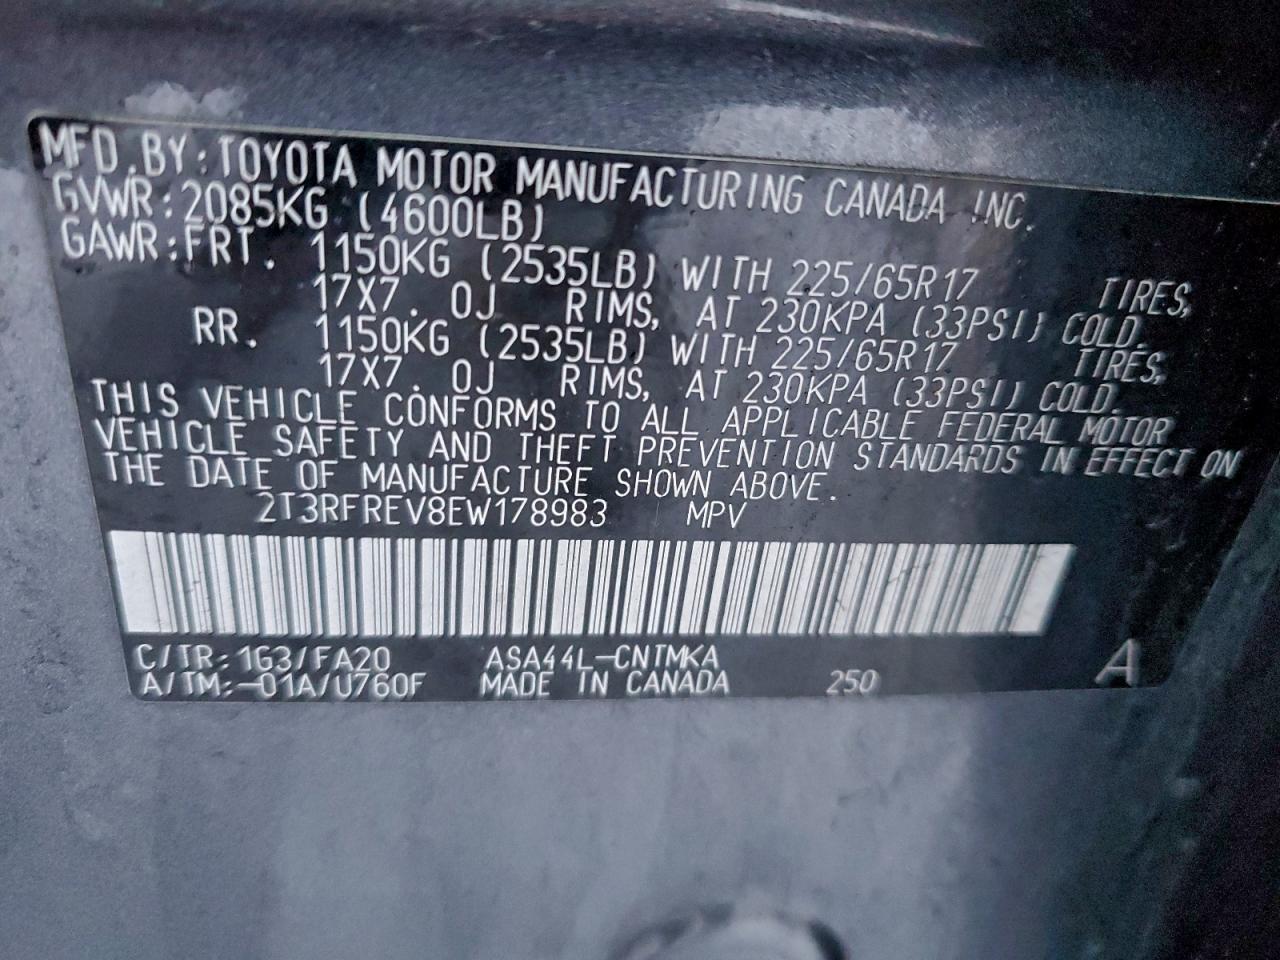 MFD.BY:TOYOTA MOTOR MANUFACTURING CANADA INC.
GVWR:2085KG (4600LB)
GAWR:FRT. 1150KG (2535LB) WITH 225/65R17 TIRES,
17X7.0J RIMS, AT 230KPA (33PSI) COLD.
RR. 1150KG (2535LB) WITH 225/65R17 TIRES,
17X7.0J RIMS, AT 230KPA (33PSI) COLD.
THIS VEHICLE CONFORMS TO ALL APPLICABLE FEDERAL MOTOR
VEHICLE SAFETY AND THEFT PREVENTION STANDARDS IN EFFECT ON
THE DATE OF MANUFACTURE SHOWN ABOVE.
2T3RFREV8EW178983 MPV
C/TR:1G3/FA20 ASA44L-CNTMKA A
A/TM:-01A/U760F MADE IN CANADA 250